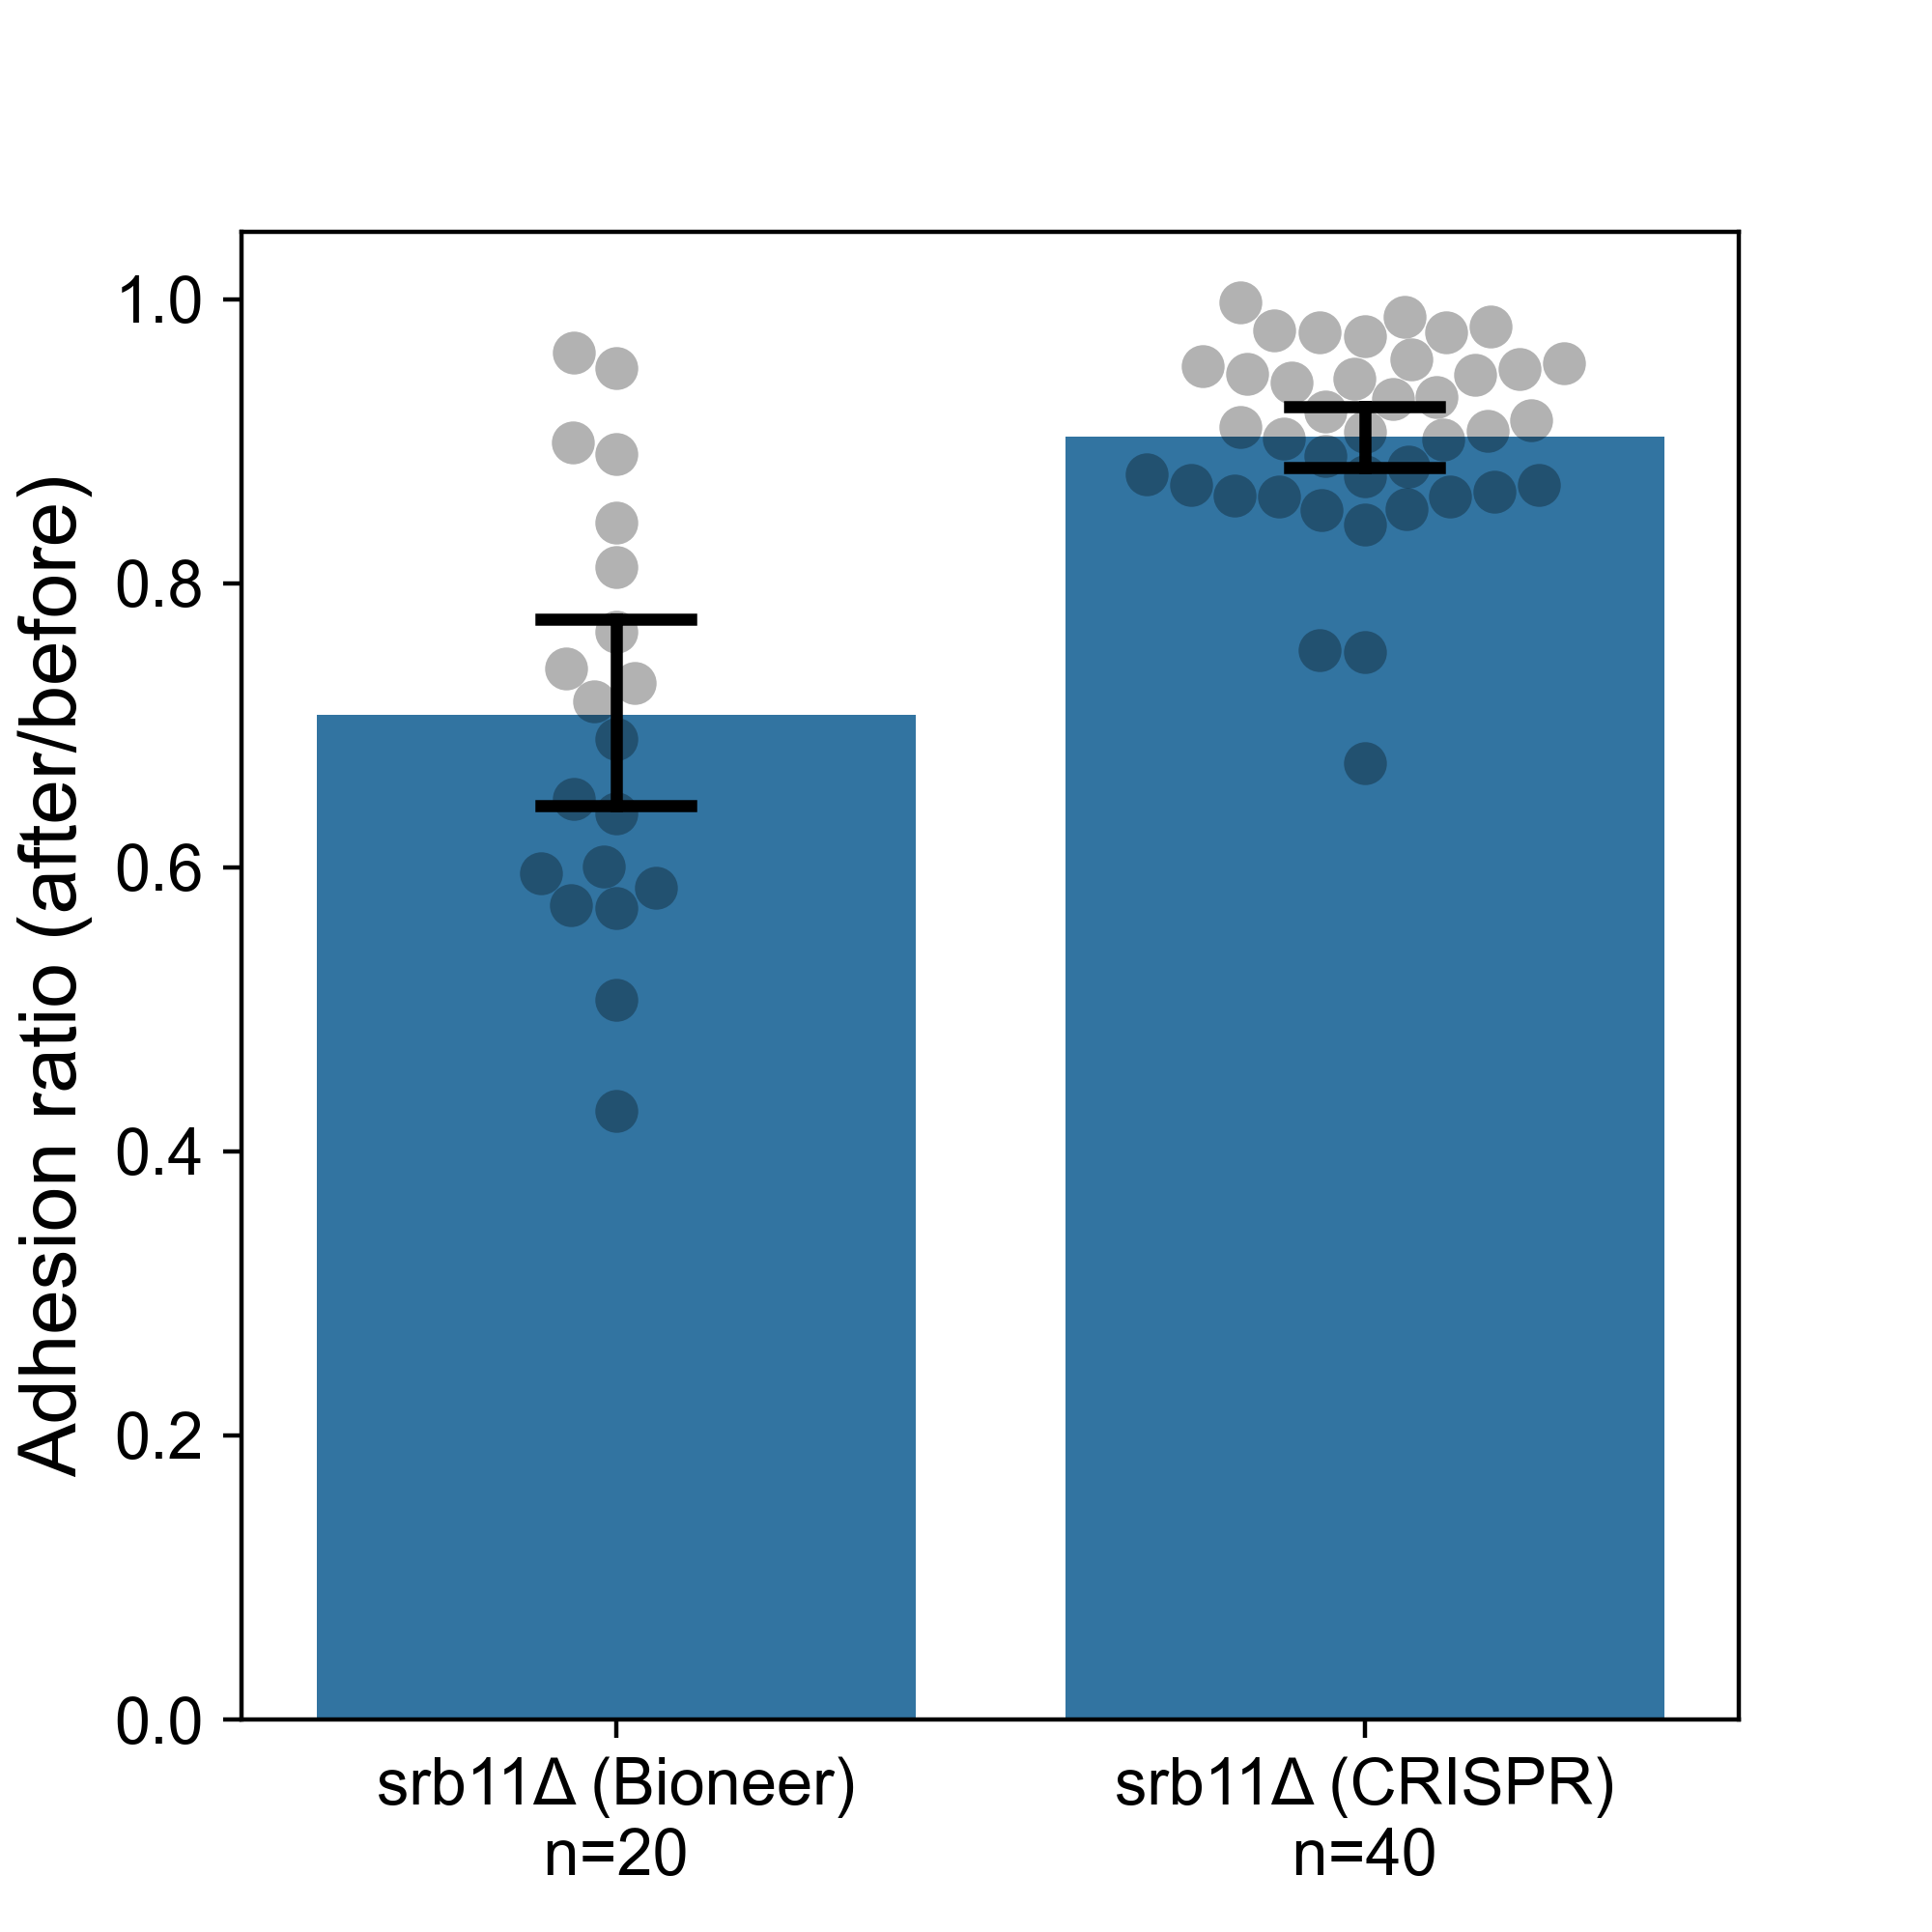 Adhesion ratio (after/before)
1.0
0.8
0.6
0.4
0.2
0.0
srb11Δ (Bioneer)
n=20
srb11Δ (CRISPR)
n=40